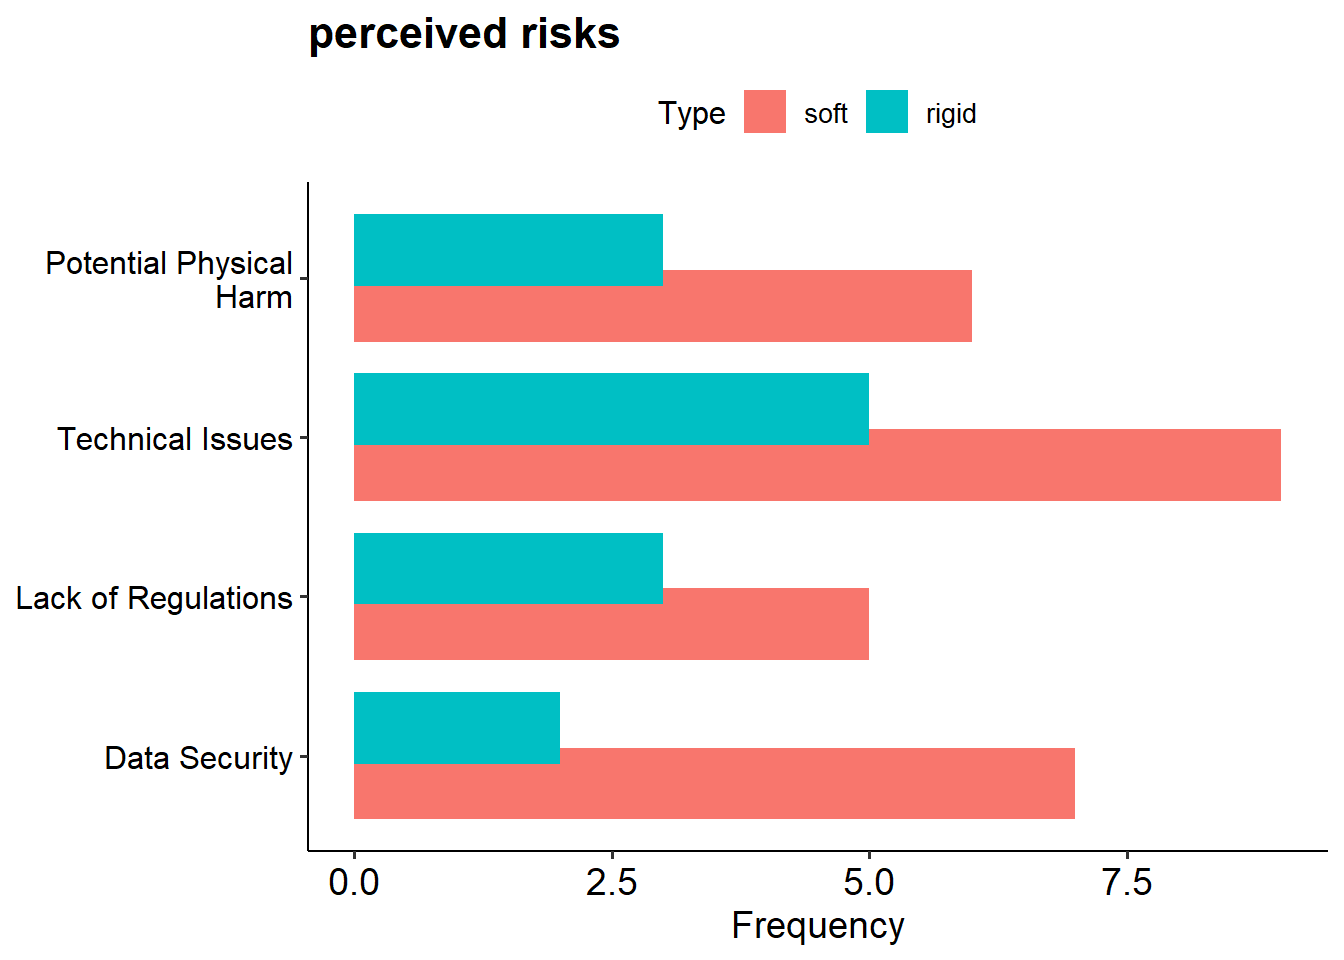 perceived risks
Type soft rigid
Potential Physical
Harm
Technical Issues
Lack of Regulations
Data Security
0.0 2.5 5.0 7.5
Frequency